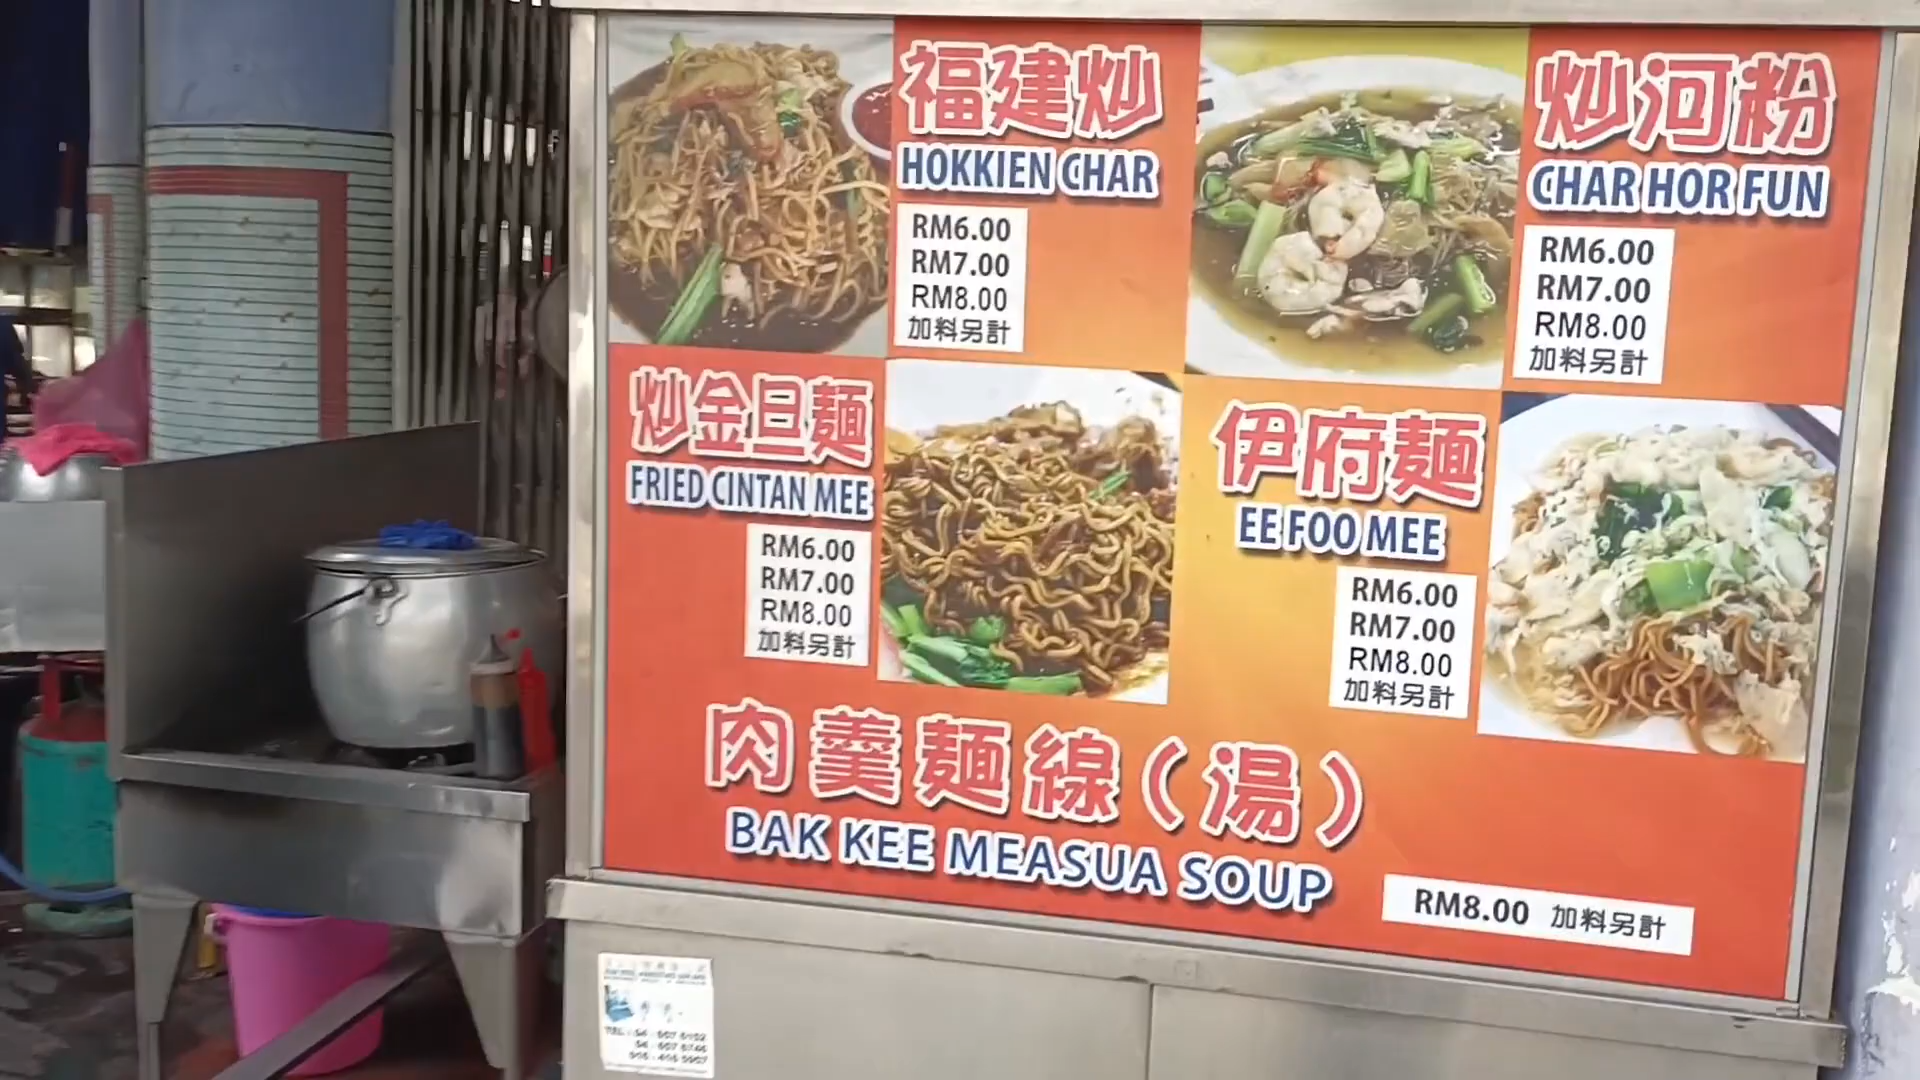 福建炒
HOKKIEN CHAR
RM6.00
RM7.00
RM8.00
加料另計
炒河粉
CHAR HOR FUN
RM6.00
RM7.00
RM8.00
加料另計
炒金旦麵
FRIED CINTAN MEE
RM6.00
RM7.00
RM8.00
加料另計
伊府麵
EE FOO MEE
RM6.00
RM7.00
RM8.00
加料另計
肉羹麵線(湯)
BAK KEE MEASUA SOUP
RM8.00 加料另計